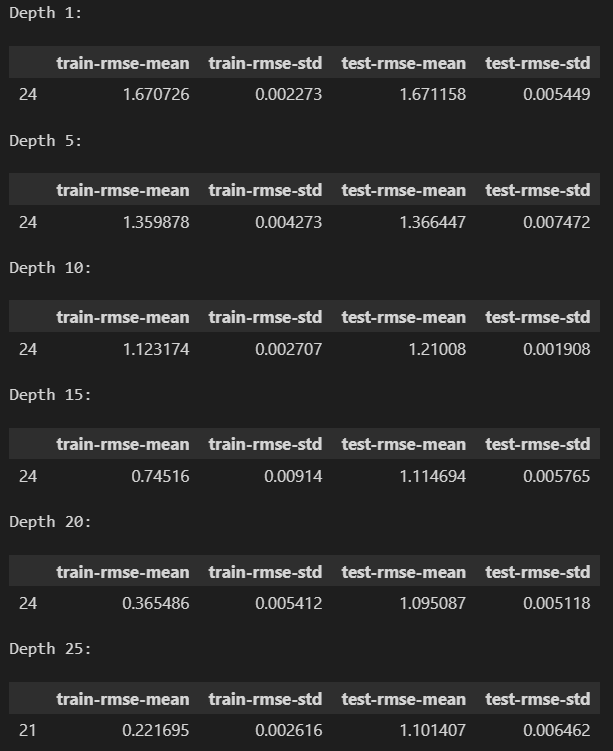 Depth 1:
train-rmse-mean train-rmse-std test-rmse-mean test-rmse-std
24 1.670726 0.002273 1.671158 0.005449
Depth 5:
train-rmse-mean train-rmse-std test-rmse-mean test-rmse-std
24 1.359878 0.004273 1.366447 0.007472
Depth 10:
train-rmse-mean train-rmse-std test-rmse-mean test-rmse-std
24 1.123174 0.002707 1.21008 0.001908
Depth 15:
train-rmse-mean train-rmse-std test-rmse-mean test-rmse-std
24 0.74516 0.00914 1.114694 0.005765
Depth 20:
train-rmse-mean train-rmse-std test-rmse-mean test-rmse-std
24 0.365486 0.005412 1.095087 0.005118
Depth 25:
train-rmse-mean train-rmse-std test-rmse-mean test-rmse-std
21 0.221695 0.002616 1.101407 0.006462